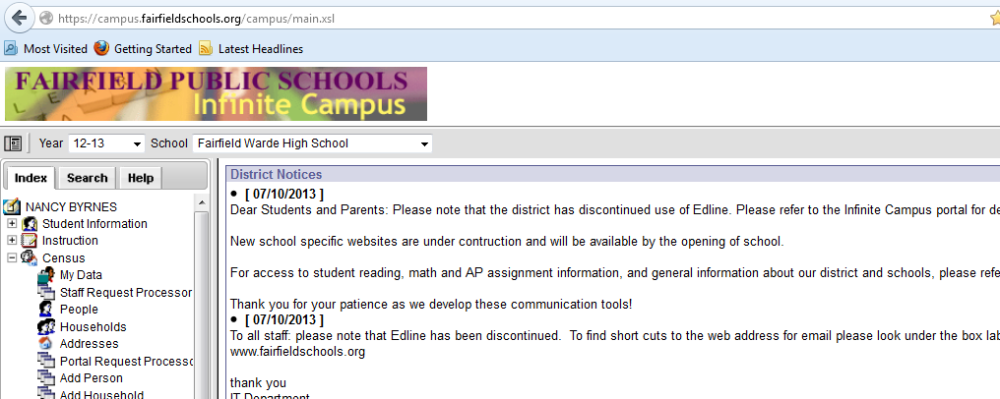 https://campus.fairfieldschools.org/campus/main.xsl
Most Visited Getting Started Latest Headlines
FAIRFIELD PUBLIC SCHOOLS
Infinite Campus
Year 12-13 School Fairfield Warde High School
Index Search Help
NANCY BYRNES
Student Information
Instruction
Census
My Data
Staff Request Processor
People
Households
Addresses
Portal Request Processo
Add Person
Add Household
District Notices
[ 07/10/2013 ]
Dear Students and Parents: Please note that the district has discontinued use of Edline. Please refer to the Infinite Campus portal for de
New school specific websites are under contruction and will be available by the opening of school.
For access to student reading, math and AP assignment information, and general information about our district and schools, please refe
Thank you for your patience as we develop these communication tools!
[ 07/10/2013 ]
To all staff: please note that Edline has been discontinued. To find short cuts to the web address for email please look under the box lab
www.fairfieldschools.org
thank you
IT Department